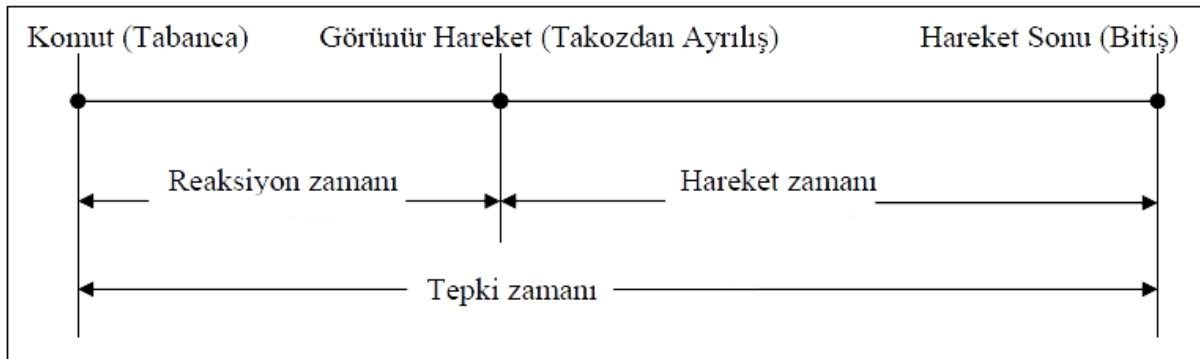 Komut (Tabanca) Görünür Hareket (Takozdan Ayrılış) Hareket Sonu (Bitiş)
Reaksiyon zamanı Hareket zamanı
Tepki zamanı